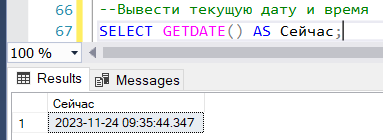 66 --Вывести текущую дату и время
67 SELECT GETDATE() AS Сейчас;
100 %
Results Messages
Сейчас
1 2023-11-24 09:35:44.347